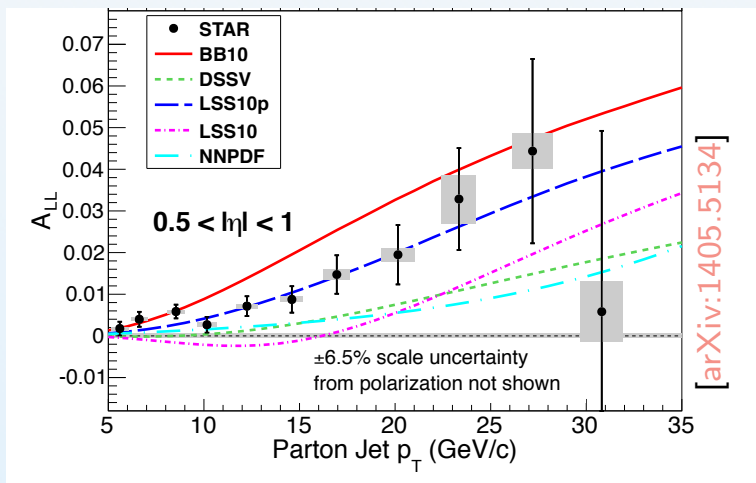 STAR
BB10
DSSV
LSS10p
LSS10
NNPDF
0.07
0.06
0.05
0.04
0.03
0.02
0.01
0
-0.01
A_LL
0.5 < |η| < 1
±6.5% scale uncertainty
from polarization not shown
5 10 15 20 25 30 35
Parton Jet p_T (GeV/c)
[arXiv:1405.5134]